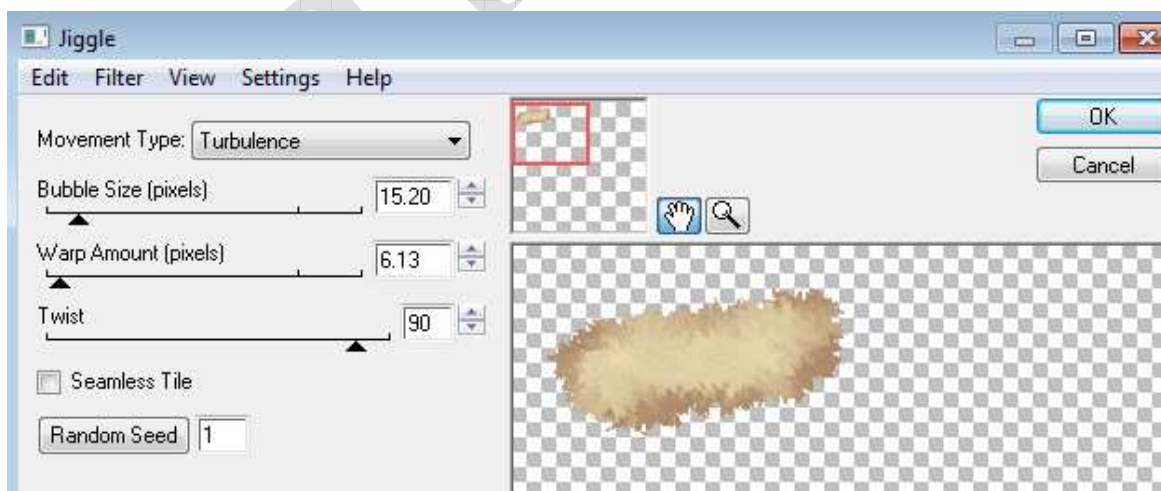 Jiggle
Edit Filter View Settings Help
Movement Type: Turbulence
Bubble Size (pixels) 15.20
Warp Amount (pixels) 6.13
Twist 90
Seamless Tile
Random Seed 1
OK
Cancel